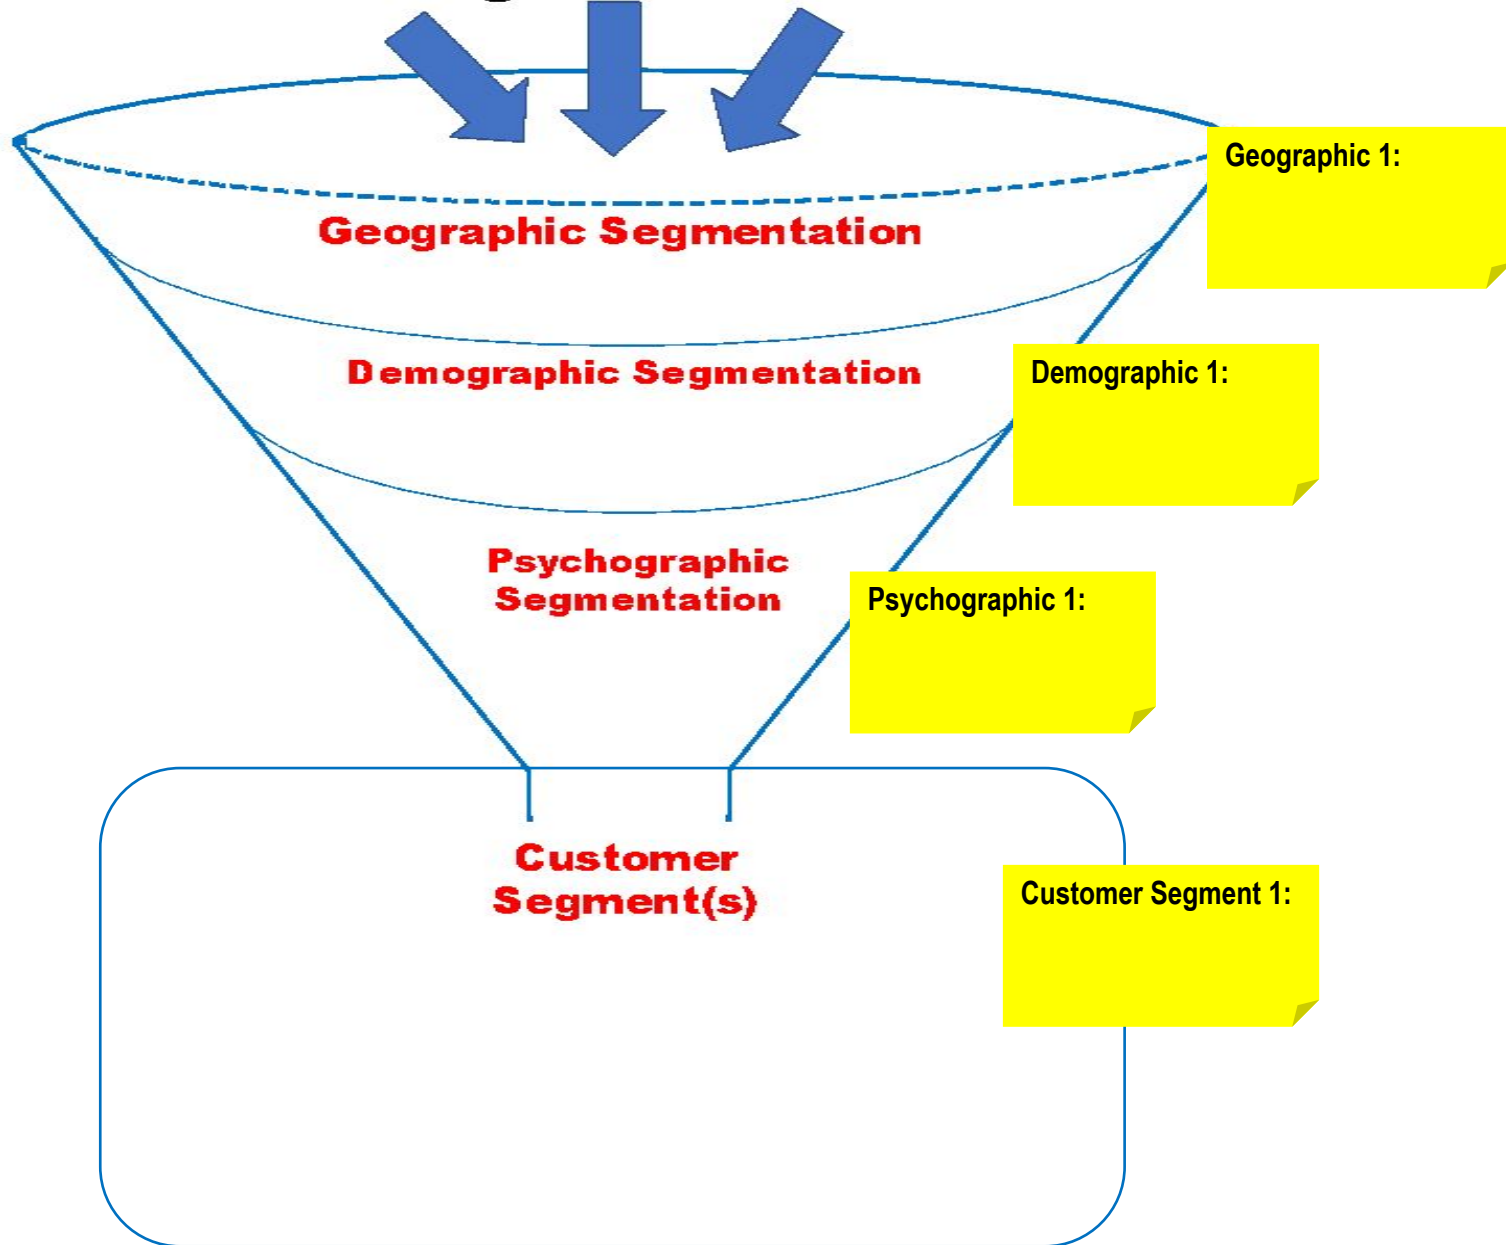 Geographic 1:
Geographic Segmentation
Demographic Segmentation
Demographic 1:
Psychographic
Segmentation
Psychographic 1:
Customer
Segment(s)
Customer Segment 1: